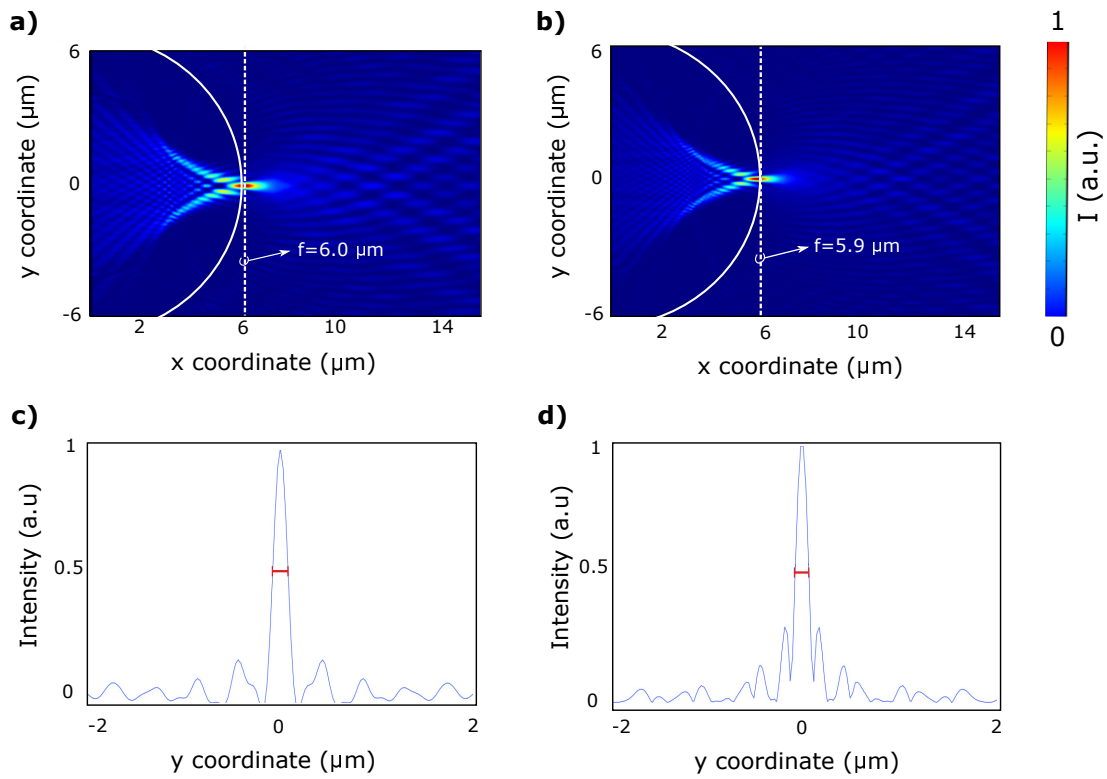 a)
6
0
-6
y coordinate (μm)
f=6.0 μm
2
6
10
14
x coordinate (μm)
b)
6
0
-6
y coordinate (μm)
f=5.9 μm
2
6
10
14
x coordinate (μm)
1
I (a.u.)
0
c)
1
0.5
0
Intensity (a.u)
-2
0
2
y coordinate (μm)
d)
1
0.5
0
Intensity (a.u)
-2
0
2
y coordinate (μm)